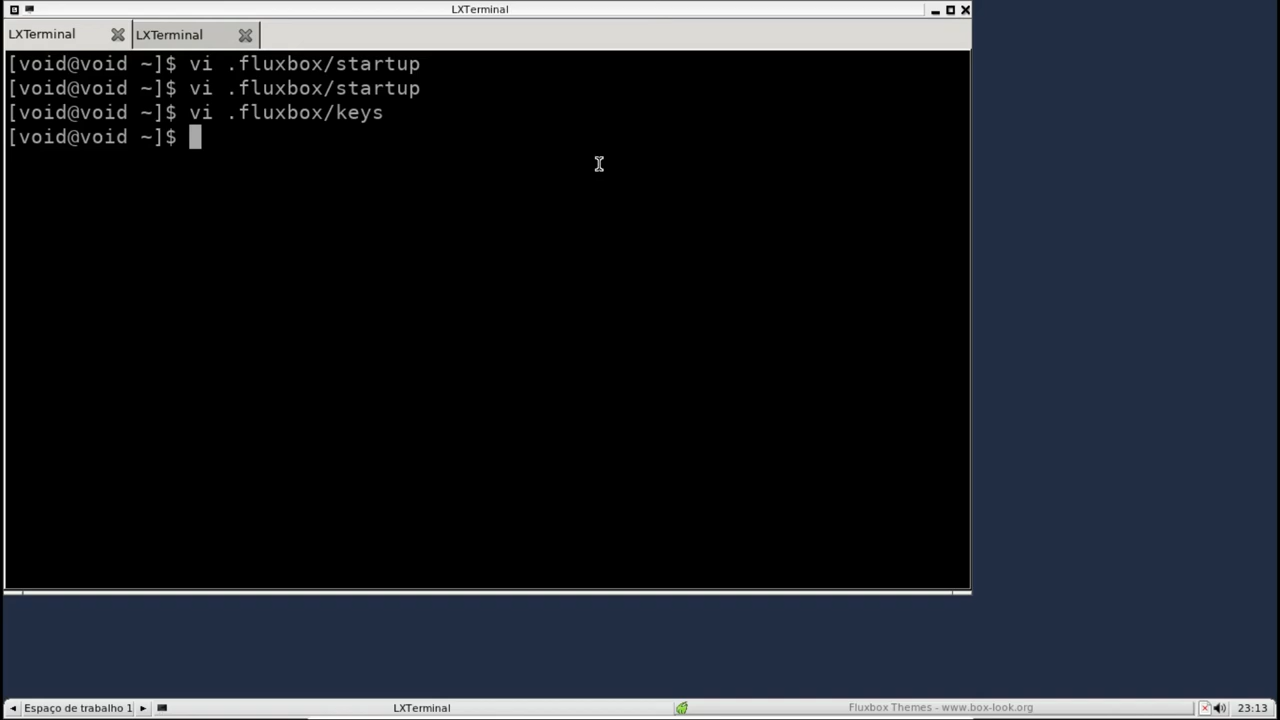 LXTerminal
LXTerminal LXTerminal
[void@void ~]$ vi .fluxbox/startup
[void@void ~]$ vi .fluxbox/startup
[void@void ~]$ vi .fluxbox/keys
[void@void ~]$
Espaço de trabalho 1 LXTerminal Fluxbox Themes - www.box-look.org 23:13